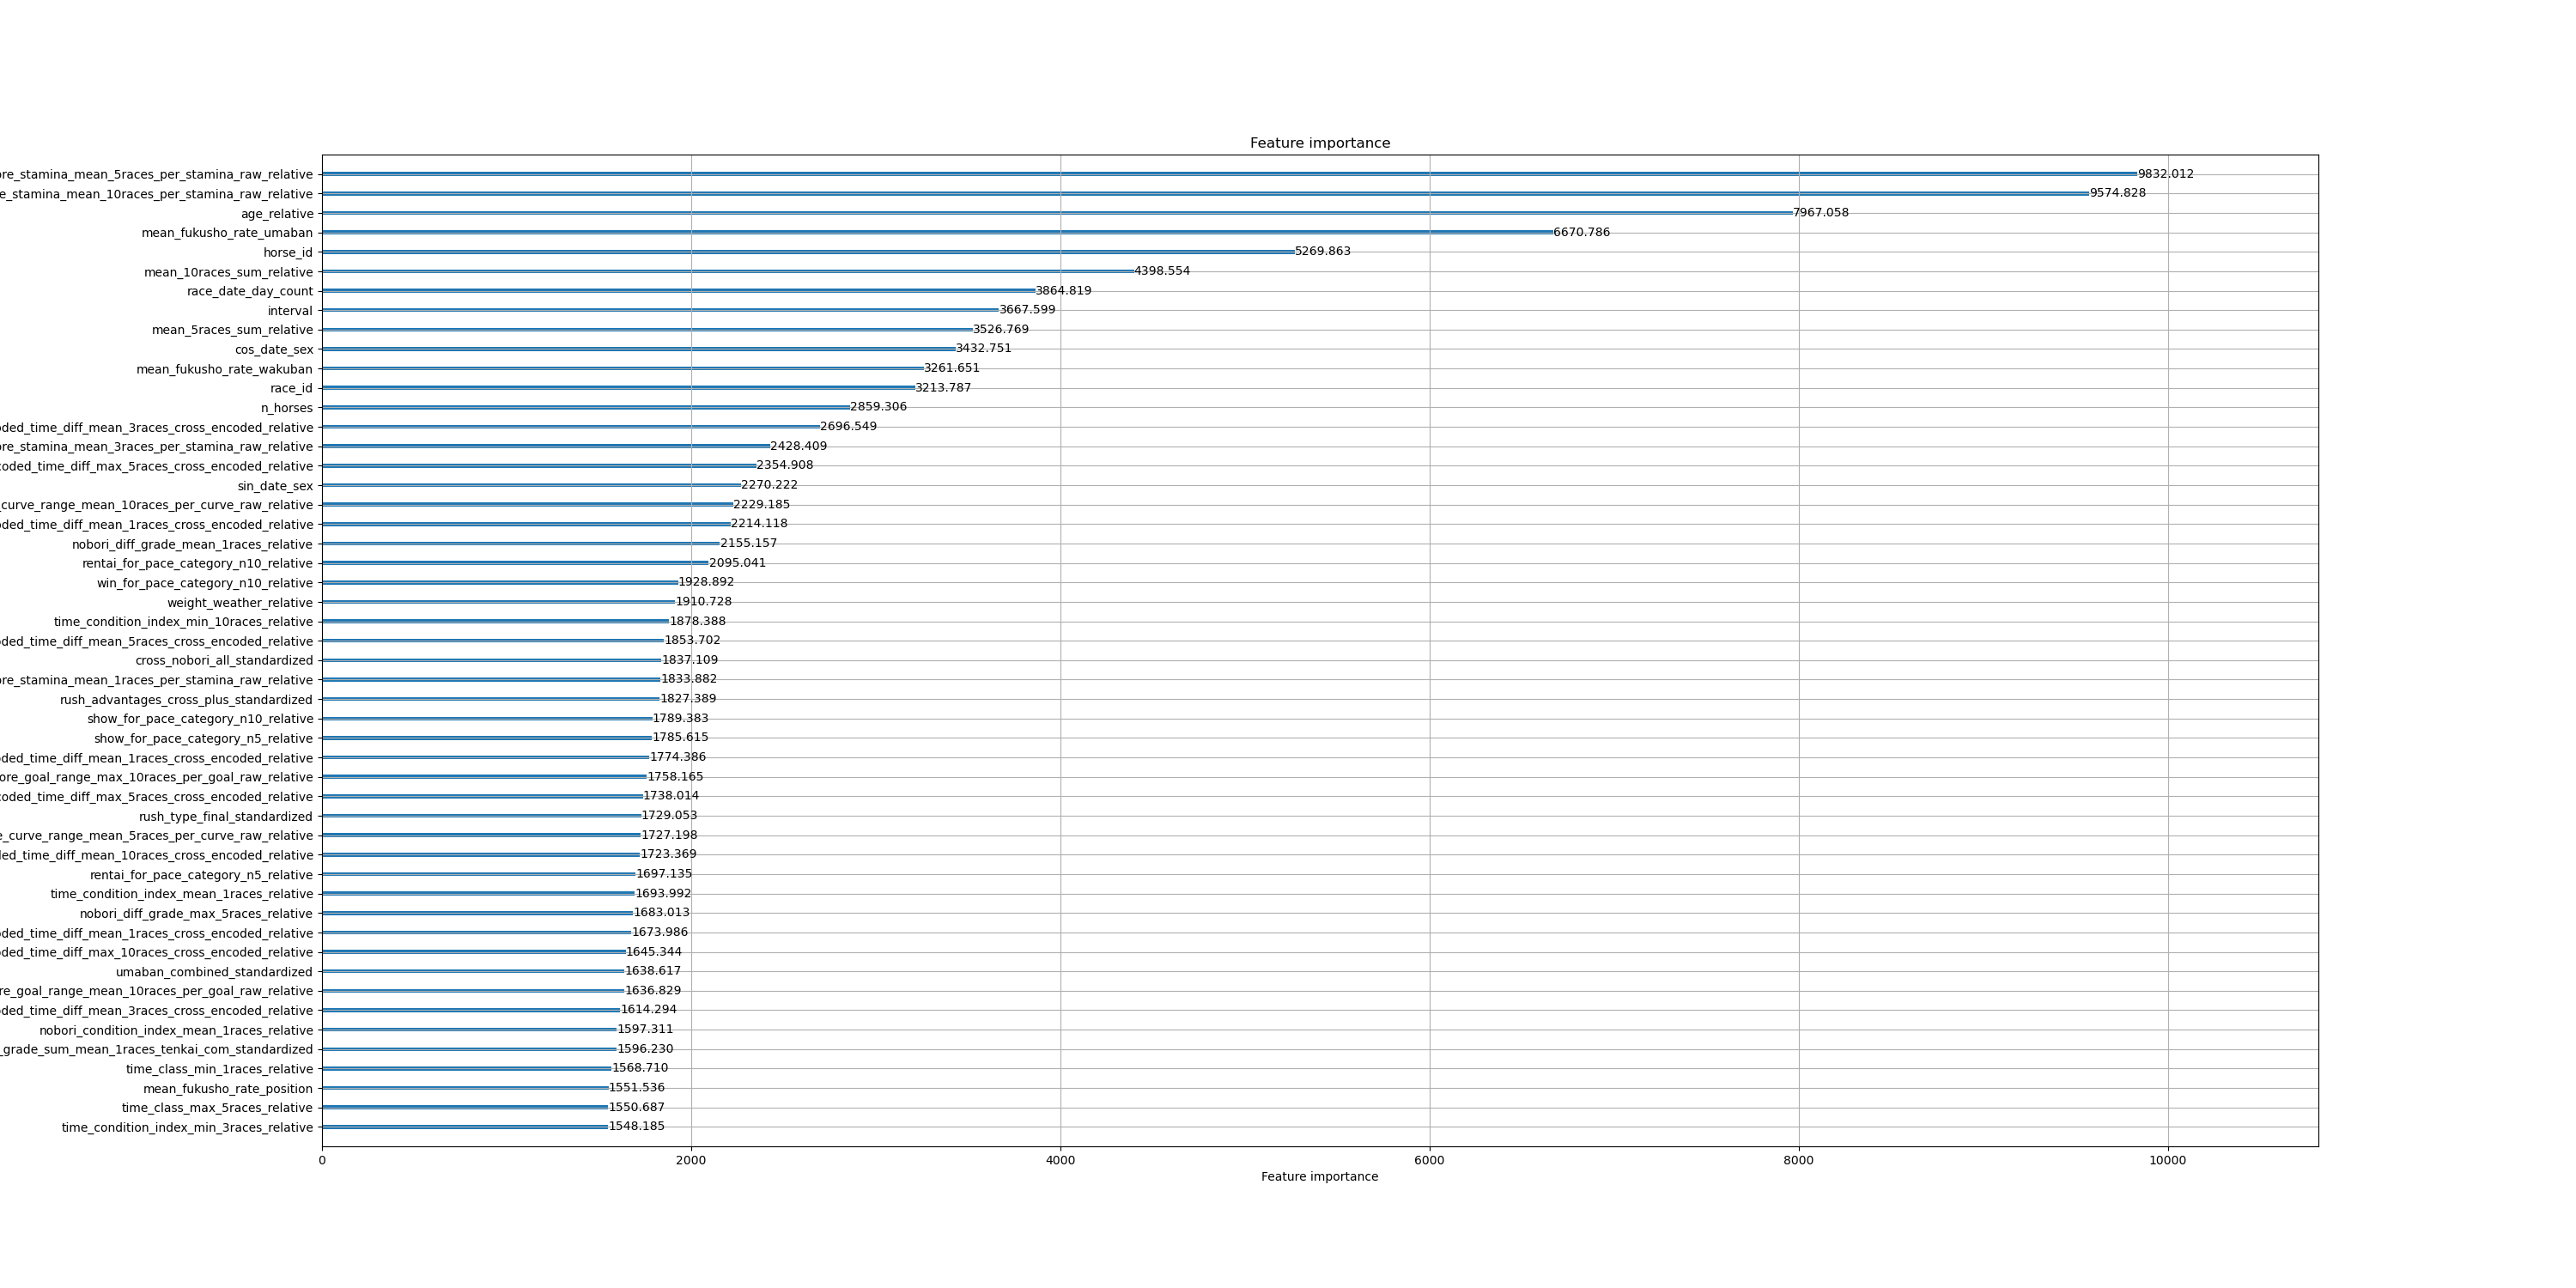 Feature importance
ore_stamina_mean_5races_per_stamina_raw_relative 9832.012
e_stamina_mean_10races_per_stamina_raw_relative 9574.828
age_relative 7967.058
mean_fukusho_rate_umaban 6670.786
horse_id 5269.863
mean_10races_sum_relative 4398.554
race_date_day_count 3864.819
interval 3667.599
mean_5races_sum_relative 3526.769
cos_date_sex 3432.751
mean_fukusho_rate_wakuban 3261.651
race_id 3213.787
n_horses 2859.306
oded_time_diff_mean_3races_cross_encoded_relative 2696.549
ore_stamina_mean_3races_per_stamina_raw_relative 2428.409
coded_time_diff_max_5races_cross_encoded_relative 2354.908
sin_date_sex 2270.222
_curve_range_mean_10races_per_curve_raw_relative 2229.185
oded_time_diff_mean_1races_cross_encoded_relative 2214.118
nobori_diff_grade_mean_1races_relative 2155.157
rentai_for_pace_category_n10_relative 2095.041
win_for_pace_category_n10_relative 1928.892
weight_weather_relative 1910.728
time_condition_index_min_10races_relative 1878.388
oded_time_diff_mean_5races_cross_encoded_relative 1853.702
cross_nobori_all_standardized 1837.109
ore_stamina_mean_1races_per_stamina_raw_relative 1833.882
rush_advantages_cross_plus_standardized 1827.389
show_for_pace_category_n10_relative 1789.383
show_for_pace_category_n5_relative 1785.615
oded_time_diff_mean_1races_cross_encoded_relative 1774.386
ore_goal_range_max_10races_per_goal_raw_relative 1758.165
coded_time_diff_max_5races_cross_encoded_relative 1738.014
rush_type_final_standardized 1729.053
e_curve_range_mean_5races_per_curve_raw_relative 1727.198
ded_time_diff_mean_10races_cross_encoded_relative 1723.369
rentai_for_pace_category_n5_relative 1697.135
time_condition_index_mean_1races_relative 1693.992
nobori_diff_grade_max_5races_relative 1683.013
oded_time_diff_mean_1races_cross_encoded_relative 1673.986
oded_time_diff_max_10races_cross_encoded_relative 1645.344
umaban_combined_standardized 1638.617
re_goal_range_mean_10races_per_goal_raw_relative 1636.829
oded_time_diff_mean_3races_cross_encoded_relative 1614.294
nobori_condition_index_mean_1races_relative 1597.311
_grade_sum_mean_1races_tenkai_com_standardized 1596.230
time_class_min_1races_relative 1568.710
mean_fukusho_rate_position 1551.536
time_class_max_5races_relative 1550.687
time_condition_index_min_3races_relative 1548.185
0 2000 4000 6000 8000 10000
Feature importance